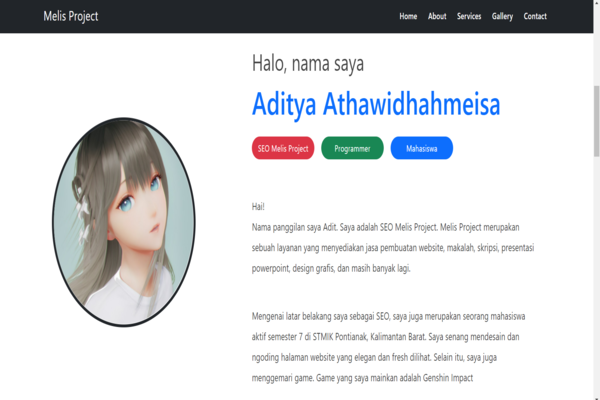 Melis Project
Home About Services Gallery Contact
Halo, nama saya
Aditya Athawidhahmeisa
SEO Melis Project Programmer Mahasiswa
Hai!
Nama panggilan saya Adit. Saya adalah SEO Melis Project. Melis Project merupakan
sebuah layanan yang menyediakan jasa pembuatan website, makalah, skripsi, presentasi
powerpoint, design grafis, dan masih banyak lagi.
Mengenai latar belakang saya sebagai SEO, saya juga merupakan seorang mahasiswa
aktif semester 7 di STMIK Pontianak, Kalimantan Barat. Saya senang mendesain dan
ngoding halaman website yang elegan dan fresh dilihat. Selain itu, saya juga
menggemari game. Game yang saya mainkan adalah Genshin Impact